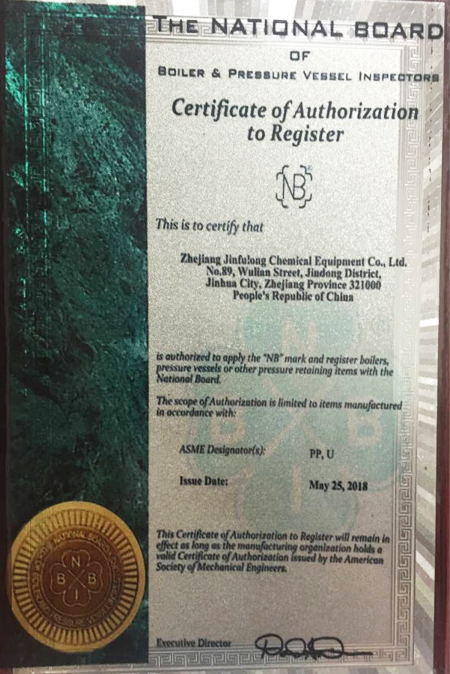 THE NATIONAL BOARD
OF
BOILER & PRESSURE VESSEL INSPECTORS
Certificate of Authorization
to Register
NB
This is to certify that
Zhejiang Jinfulong Chemical Equipment Co., Ltd.
No.89, Wulian Street, Jindong District,
Jinhua City, Zhejiang Province 321000
People's Republic of China
is authorized to apply the "NB" mark and register boilers,
pressure vessels or other pressure retaining items with the
National Board.
The scope of Authorization is limited to items manufactured
in accordance with:
ASME Designator(s): PP, U
Issue Date: May 25, 2018
This Certificate of Authorization to Register will remain in
effect as long as the manufacturing organization holds a
valid Certificate of Authorization issued by the American
Society of Mechanical Engineers.
N
B B
I
Executive Director